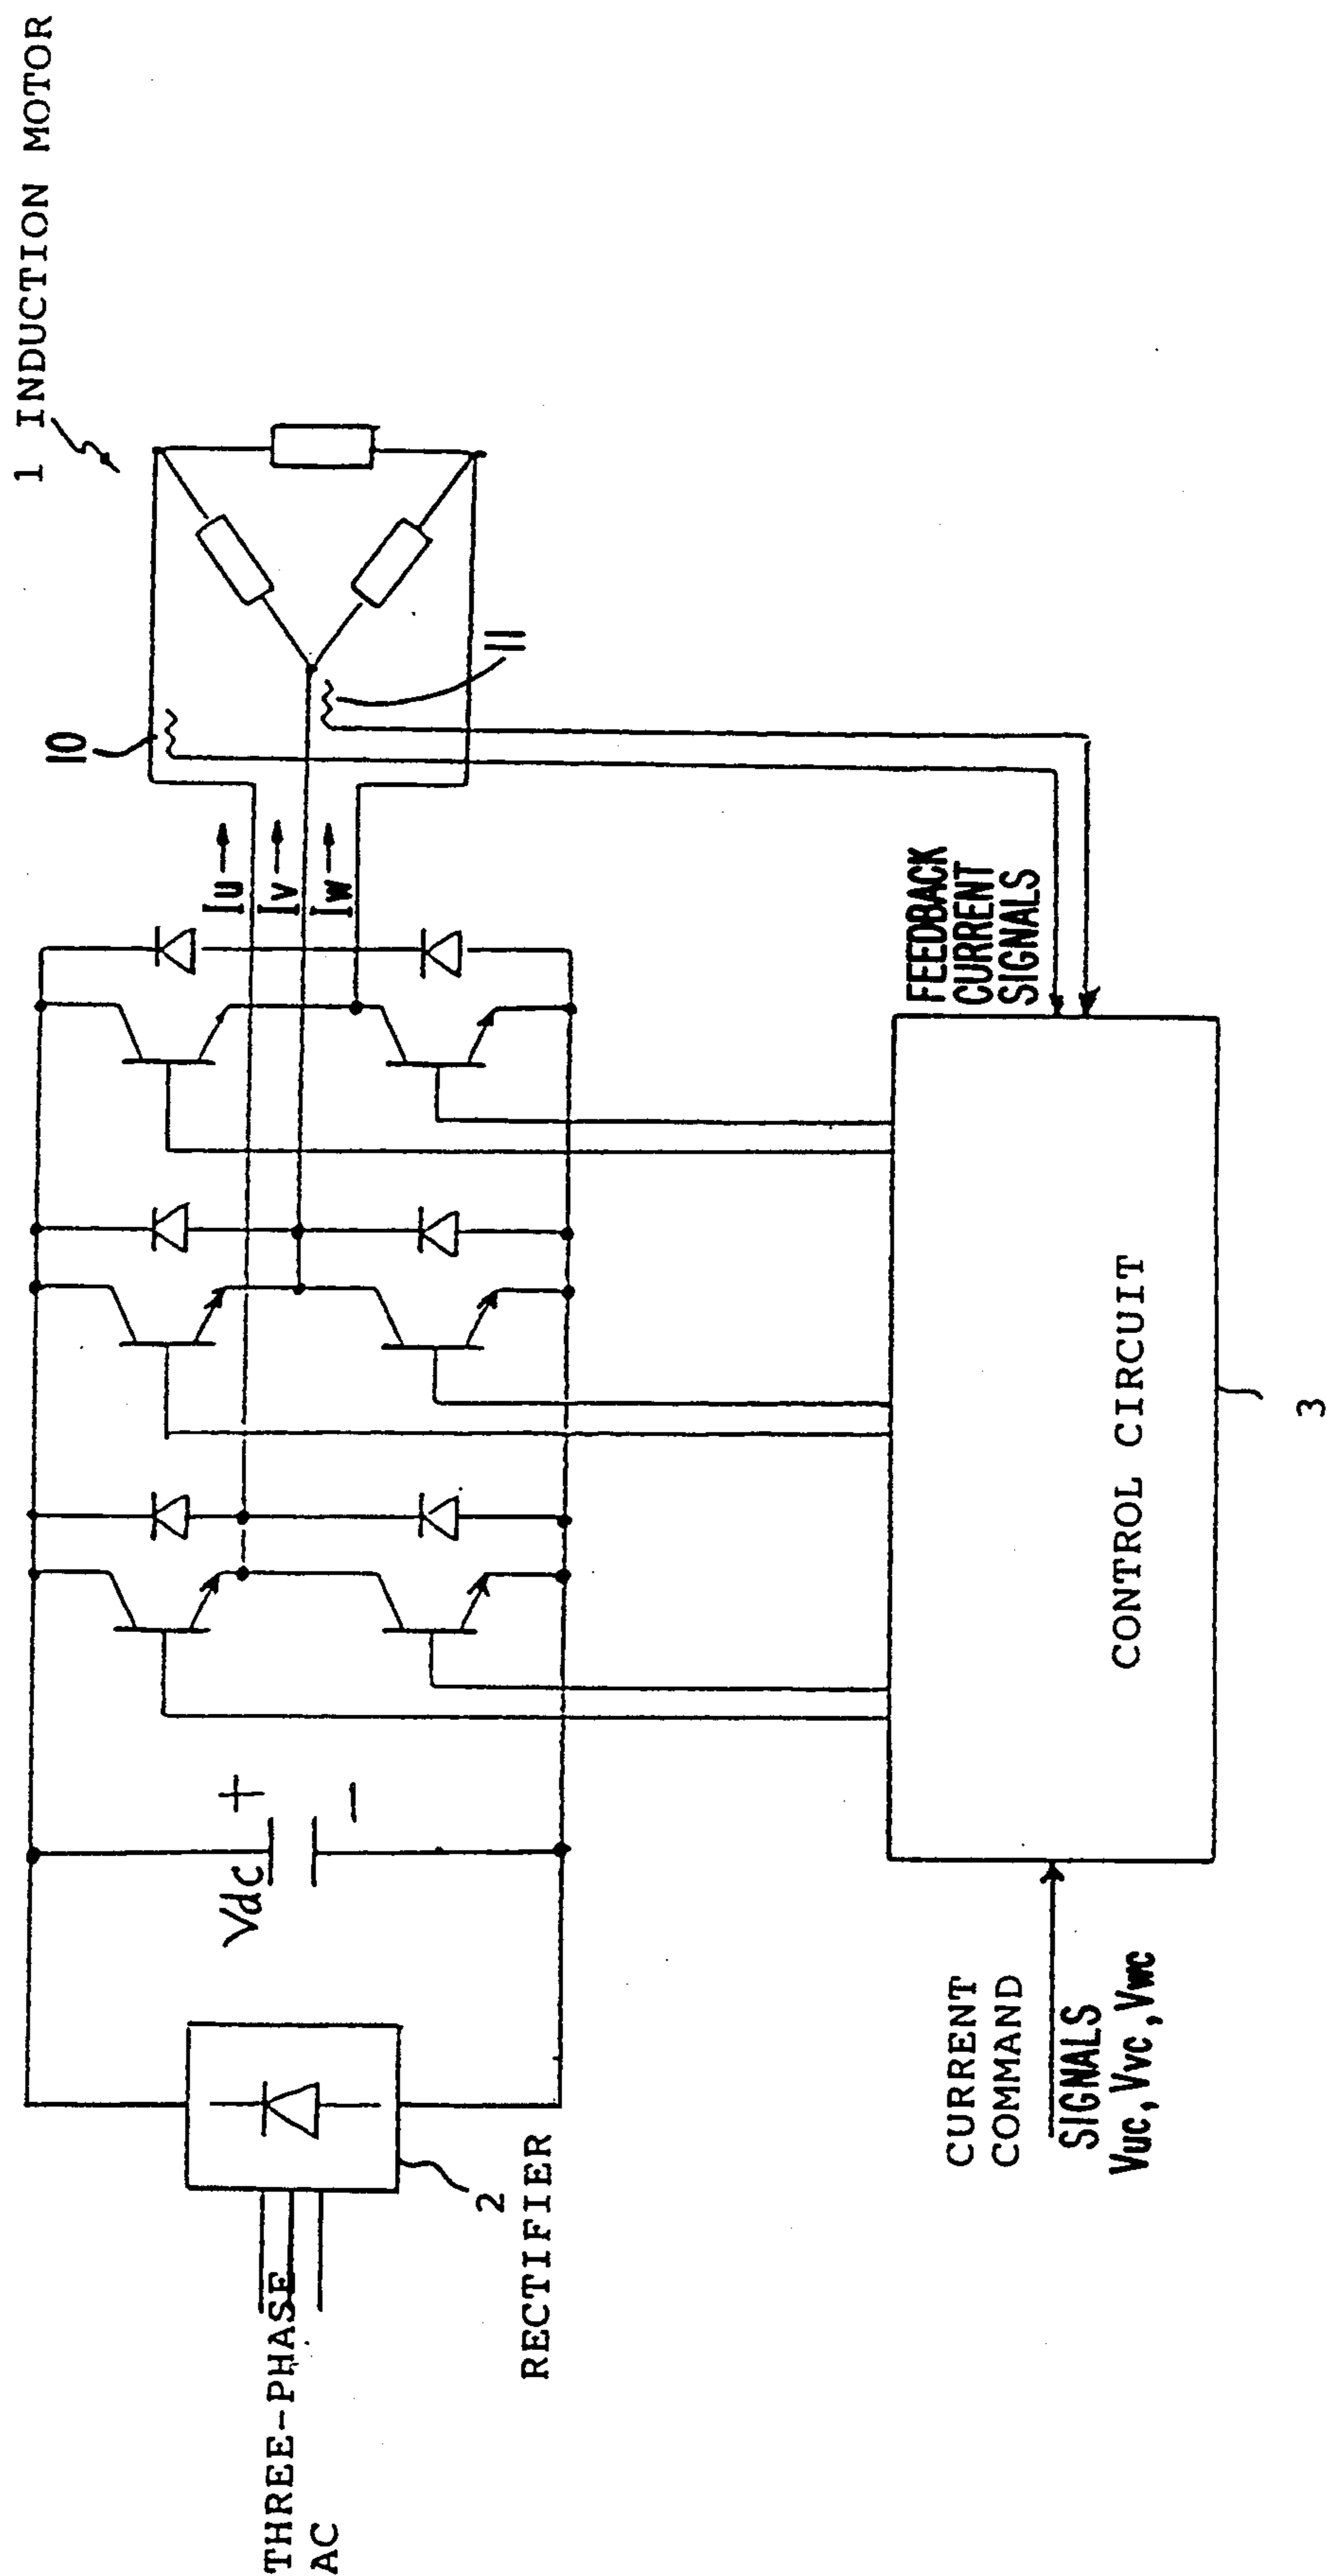 1 INDUCTION MOTOR
10
11
Iu
Iv
Iw
Vdc
+
−
THREE-PHASE
AC
2
RECTIFIER
FEEDBACK
CURRENT
SIGNALS
CURRENT
COMMAND
SIGNALS
Vuc, Vvc, Vwc
CONTROL CIRCUIT
3